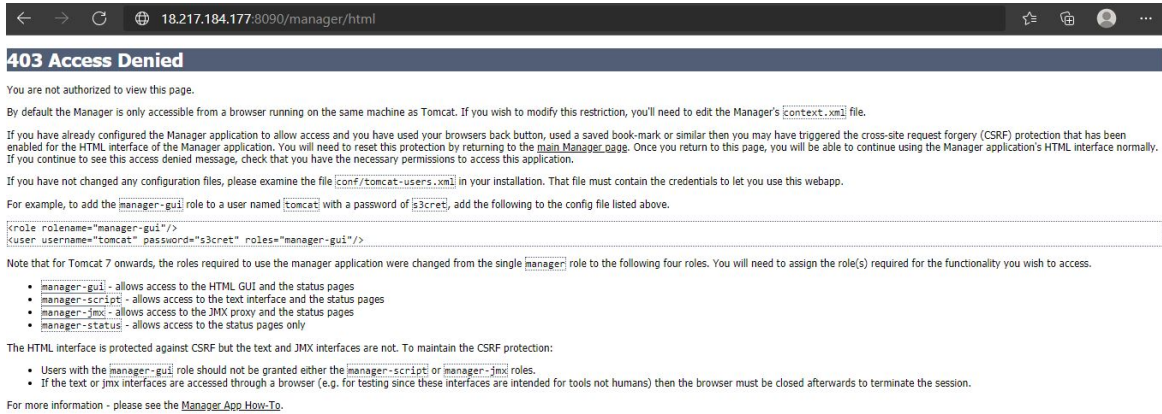 18.217.184.177:8090/manager/html
403 Access Denied
You are not authorized to view this page.
By default the Manager is only accessible from a browser running on the same machine as Tomcat. If you wish to modify this restriction, you'll need to edit the Manager's context.xml file.
If you have already configured the Manager application to allow access and you have used your browsers back button, used a saved book-mark or similar then you may have triggered the cross-site request forgery (CSRF) protection that has been
enabled for the HTML interface of the Manager application. You will need to reset this protection by returning to the main Manager page. Once you return to this page, you will be able to continue using the Manager application's HTML interface normally.
If you continue to see this access denied message, check that you have the necessary permissions to access this application.
If you have not changed any configuration files, please examine the file conf/tomcat-users.xml in your installation. That file must contain the credentials to let you use this webapp.
For example, to add the manager-gui role to a user named tomcat with a password of s3cret, add the following to the config file listed above.
<role rolename="manager-gui"/>
<user username="tomcat" password="s3cret" roles="manager-gui"/>
Note that for Tomcat 7 onwards, the roles required to use the manager application were changed from the single manager role to the following four roles. You will need to assign the role(s) required for the functionality you wish to access.
• manager-gui - allows access to the HTML GUI and the status pages
• manager-script - allows access to the text interface and the status pages
• manager-jmx - allows access to the JMX proxy and the status pages
• manager-status - allows access to the status pages only
The HTML interface is protected against CSRF but the text and JMX interfaces are not. To maintain the CSRF protection:
• Users with the manager-gui role should not be granted either the manager-script or manager-jmx roles.
• If the text or jmx interfaces are accessed through a browser (e.g. for testing since these interfaces are intended for tools not humans) then the browser must be closed afterwards to terminate the session.
For more information - please see the Manager App How-To.